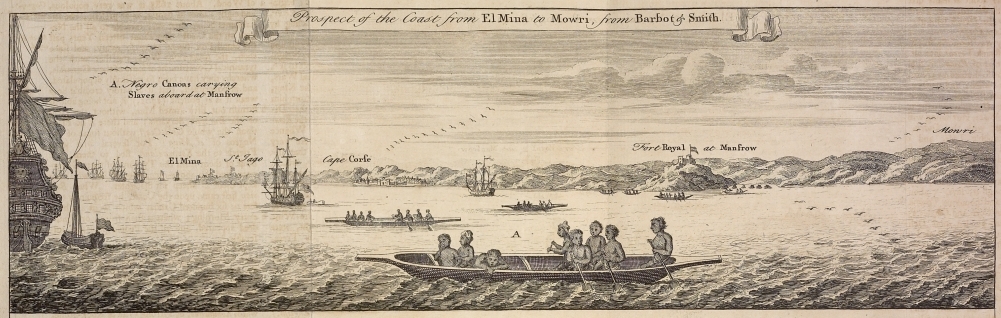 Prospect of the Coast from El Mina to Mowri, from Barbot & Smith.
A. Negro Canoas carying
Slaves aboard at Manfrow
El Mina
St. Jago
Cape Corse
Fort Royal at Manfrow
Mowri
A